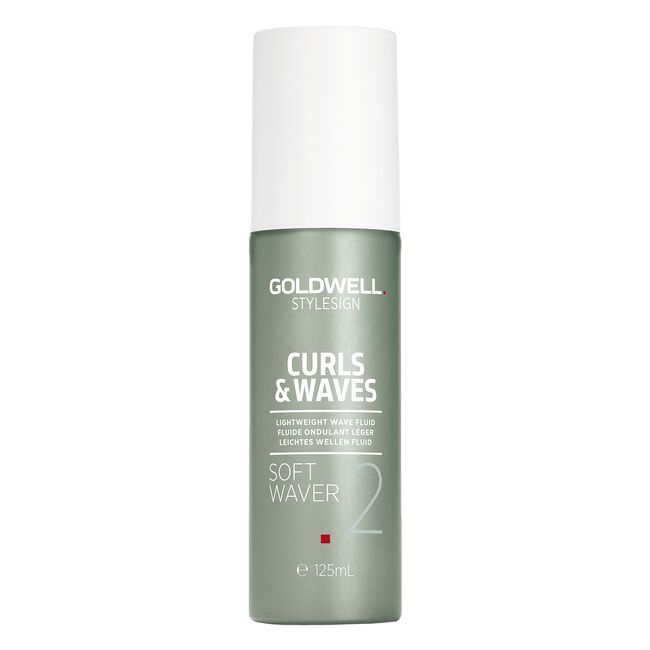 GOLDWELL.
STYLESIGN
CURLS
& WAVES
LIGHTWEIGHT WAVE FLUID
FLUIDE ONDULANT LÉGER
LEICHTES WELLEN FLUID
SOFT
WAVER 2
℮ 125mL